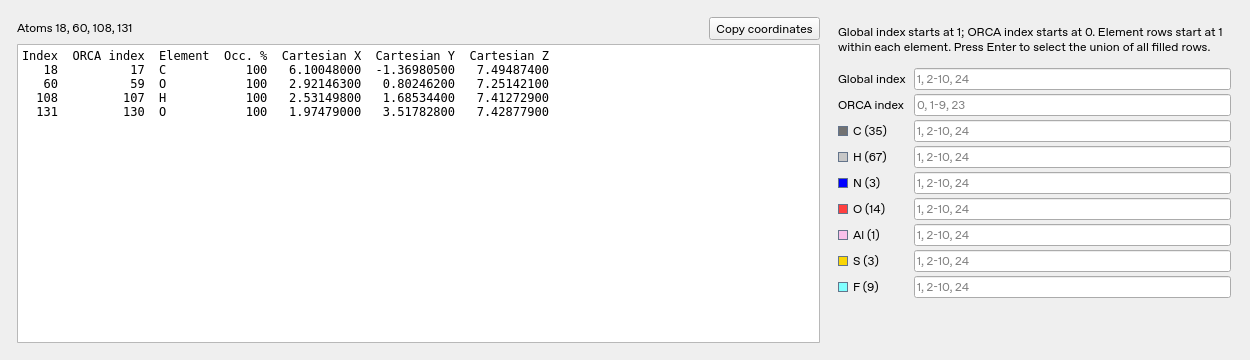 Atoms 18, 60, 108, 131
Copy coordinates
Index  ORCA index  Element  Occ. %  Cartesian X  Cartesian Y  Cartesian Z
18  17  C  100  6.10048000  -1.36980500  7.49487400
60  59  O  100  2.92146300  0.80246200  7.25142100
108  107  H  100  2.53149800  1.68534400  7.41272900
131  130  O  100  1.97479000  3.51782800  7.42877900
Global index starts at 1; ORCA index starts at 0. Element rows start at 1
within each element. Press Enter to select the union of all filled rows.
Global index 1, 2-10, 24
ORCA index 0, 1-9, 23
C (35) 1, 2-10, 24
H (67) 1, 2-10, 24
N (3) 1, 2-10, 24
O (14) 1, 2-10, 24
Al (1) 1, 2-10, 24
S (3) 1, 2-10, 24
F (9) 1, 2-10, 24